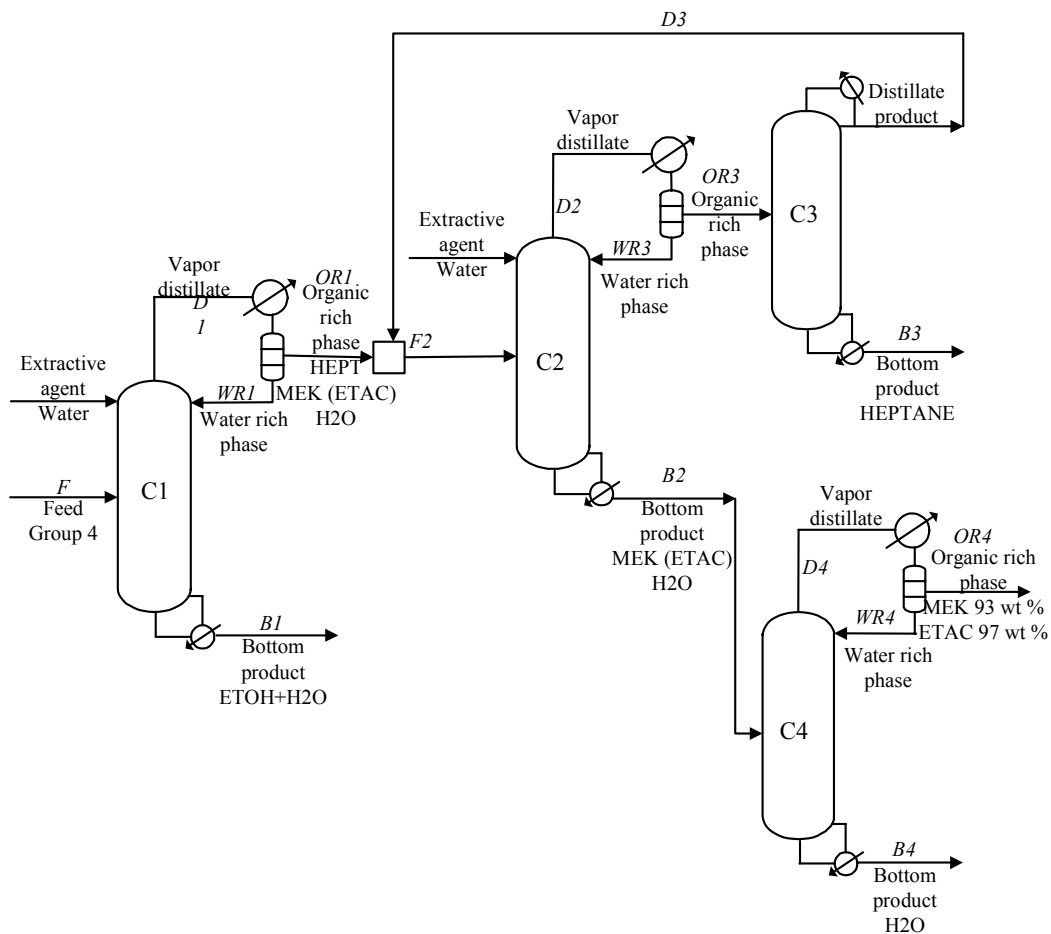 D3
Distillate
product
Vapor
distillate
OR3
Organic
rich
phase
C3
D2
Extractive
agent
Water
WR3
Water rich
phase
Vapor
distillate
D
1
OR1
Organic
rich
phase
HEPT
MEK (ETAC)
H2O
F2
C2
B3
Bottom
product
HEPTANE
Extractive
agent
Water
WR1
Water rich
phase
F
Feed
Group 4
C1
B2
Bottom
product
MEK (ETAC)
H2O
Vapor
distillate
D4
OR4
Organic rich
phase
MEK 93 wt %
ETAC 97 wt %
WR4
Water rich
phase
B1
Bottom
product
ETOH+H2O
C4
B4
Bottom
product
H2O